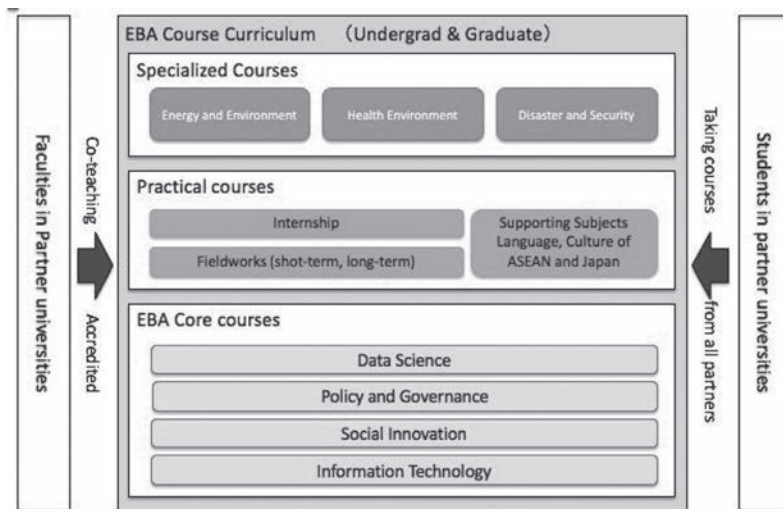 EBA Course Curriculum （Undergrad & Graduate）
Specialized Courses
Energy and Environment
Health Environment
Disaster and Security
Practical courses
Internship
Fieldworks (shot-term, long-term)
Supporting Subjects
Language, Culture of
ASEAN and Japan
EBA Core courses
Data Science
Policy and Governance
Social Innovation
Information Technology
Faculties in Partner universities
Co-teaching
Accredited
Taking courses
from all partners
Students in partner universities